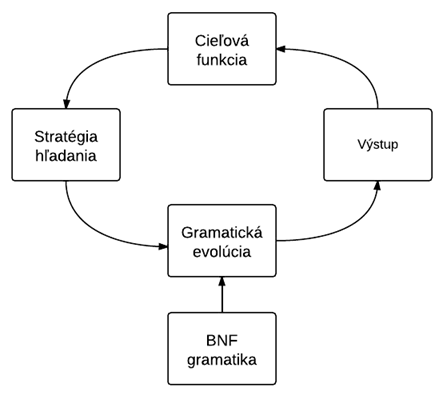 Cieľová
funkcia
Stratégia
hľadania
Výstup
Gramatická
evolúcia
BNF
gramatika